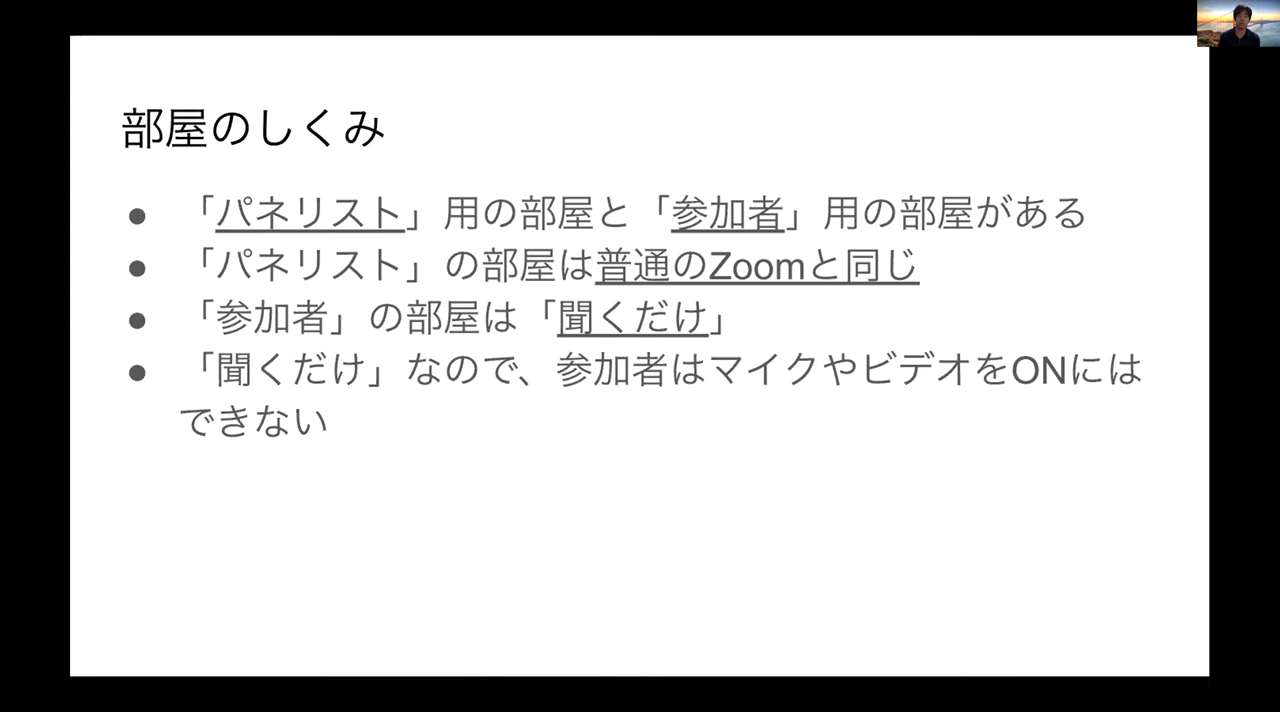 部屋のしくみ
● 「パネリスト」用の部屋と「参加者」用の部屋がある
● 「パネリスト」の部屋は普通のZoomと同じ
● 「参加者」の部屋は「聞くだけ」
● 「聞くだけ」なので、参加者はマイクやビデオをONには
できない